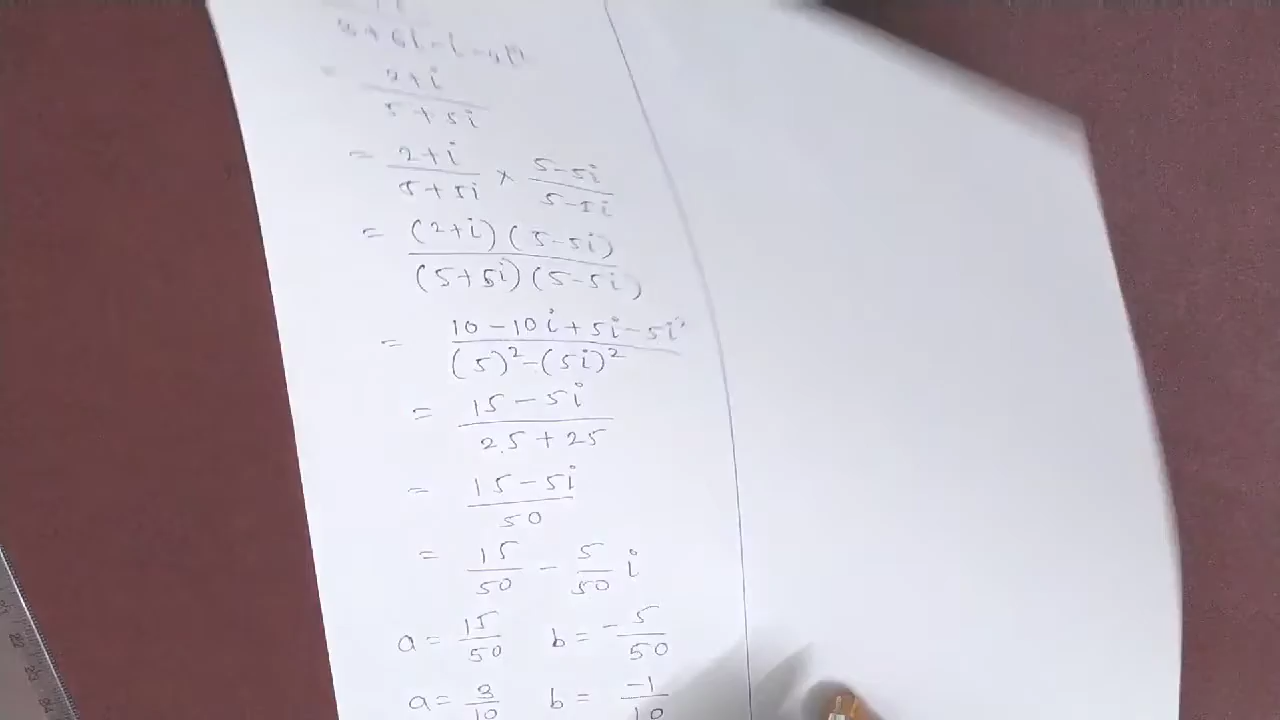 = 2+i / 5+5i
= 2+i / 5+5i × 5-5i / 5-5i
= (2+i)(5-5i) / (5+5i)(5-5i)
= 10-10i+5i-5i² / (5)²-(5i)²
= 15-5i / 25+25
= 15-5i / 50
= 15/50 - 5/50 i
a = 15/50 b = -5/50
a = 3/10 b = -1/10